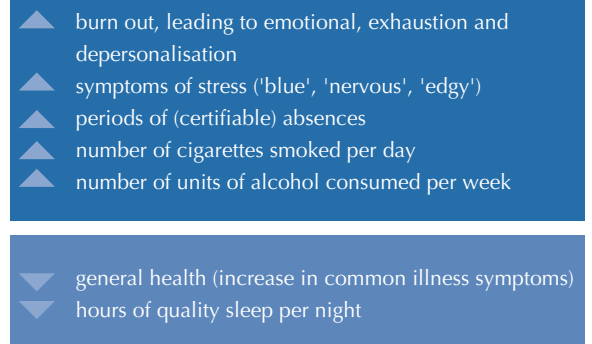 burn out, leading to emotional, exhaustion and
depersonalisation
symptoms of stress ('blue', 'nervous', 'edgy')
periods of (certifiable) absences
number of cigarettes smoked per day
number of units of alcohol consumed per week
general health (increase in common illness symptoms)
hours of quality sleep per night